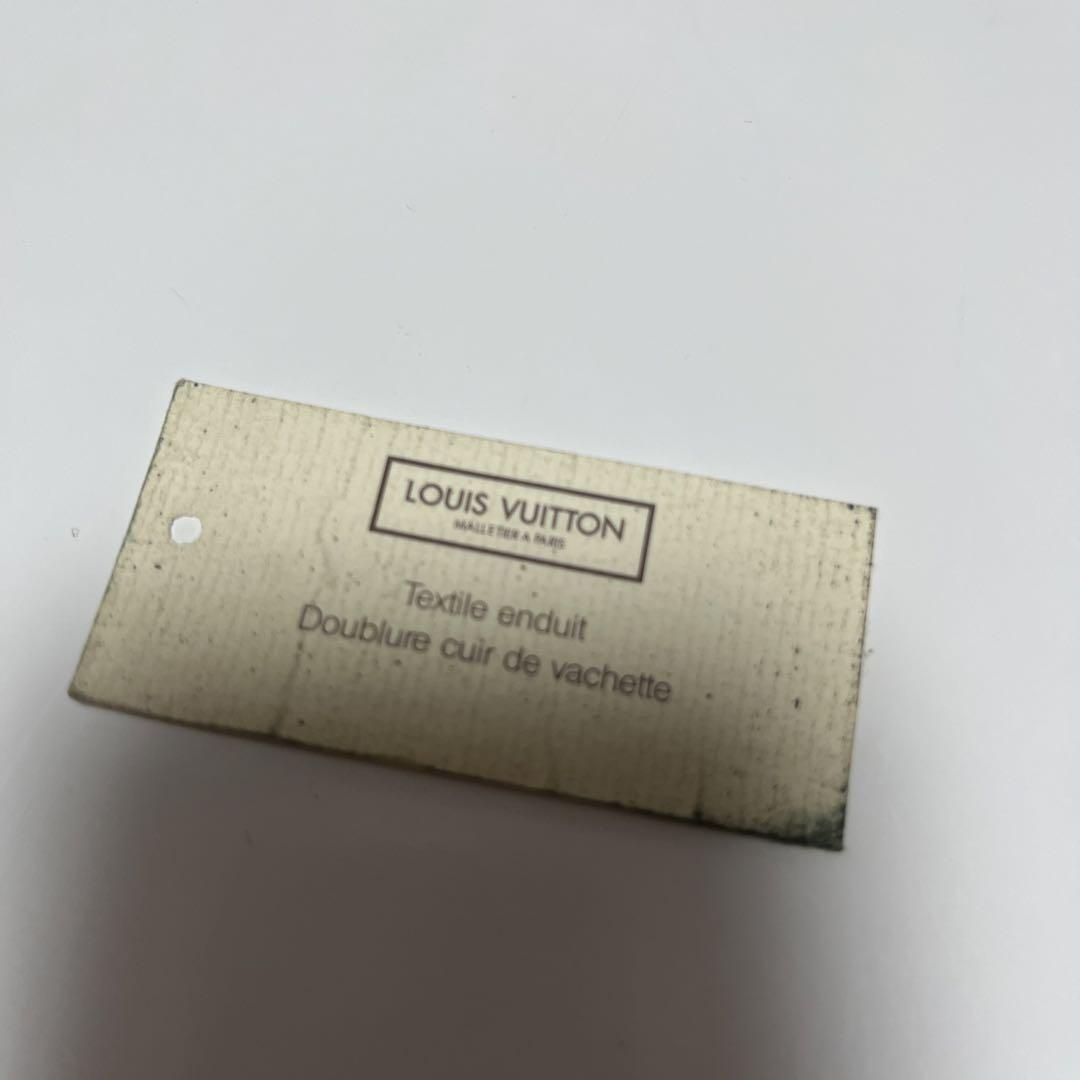 LOUIS VUITTON
MALLETIER A PARIS
Textile enduit
Doublure cuir de vachette